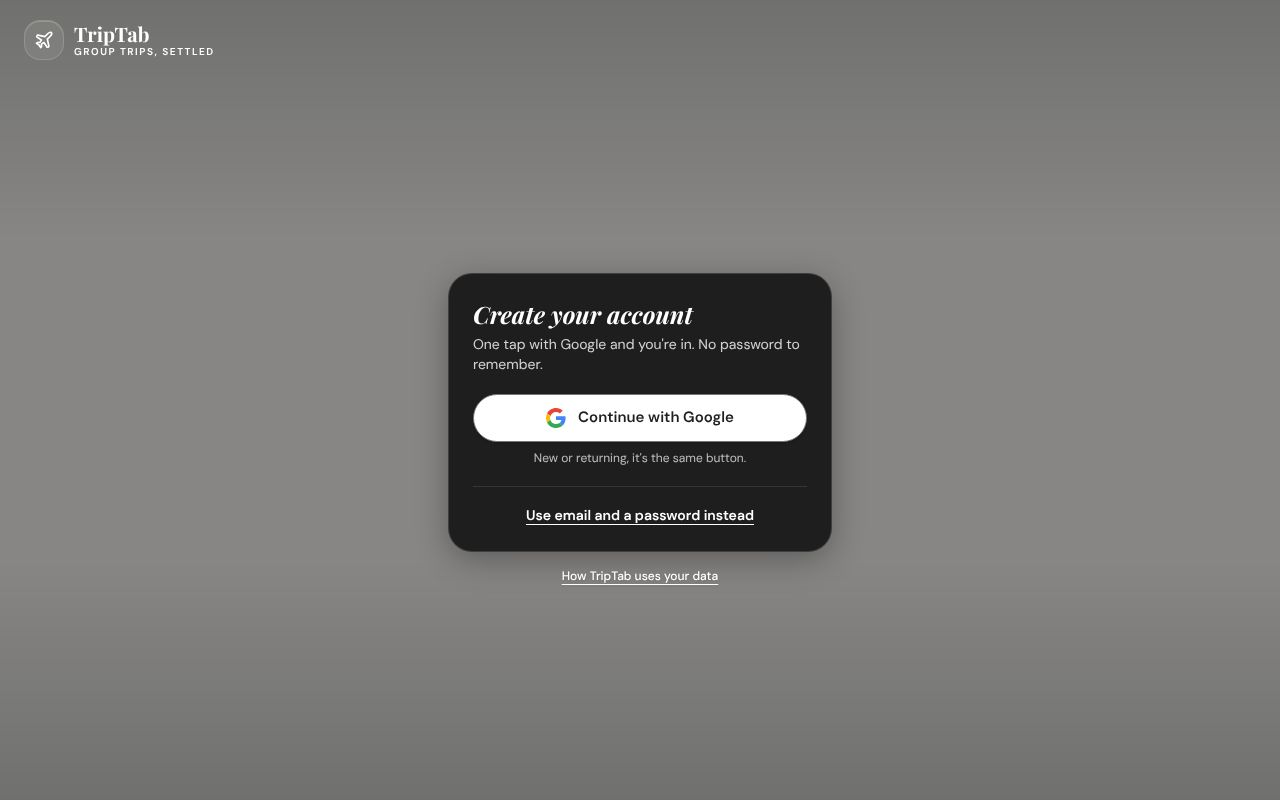 TripTab
GROUP TRIPS, SETTLED
Create your account
One tap with Google and you're in. No password to
remember.
Continue with Google
New or returning, it's the same button.
Use email and a password instead
How TripTab uses your data